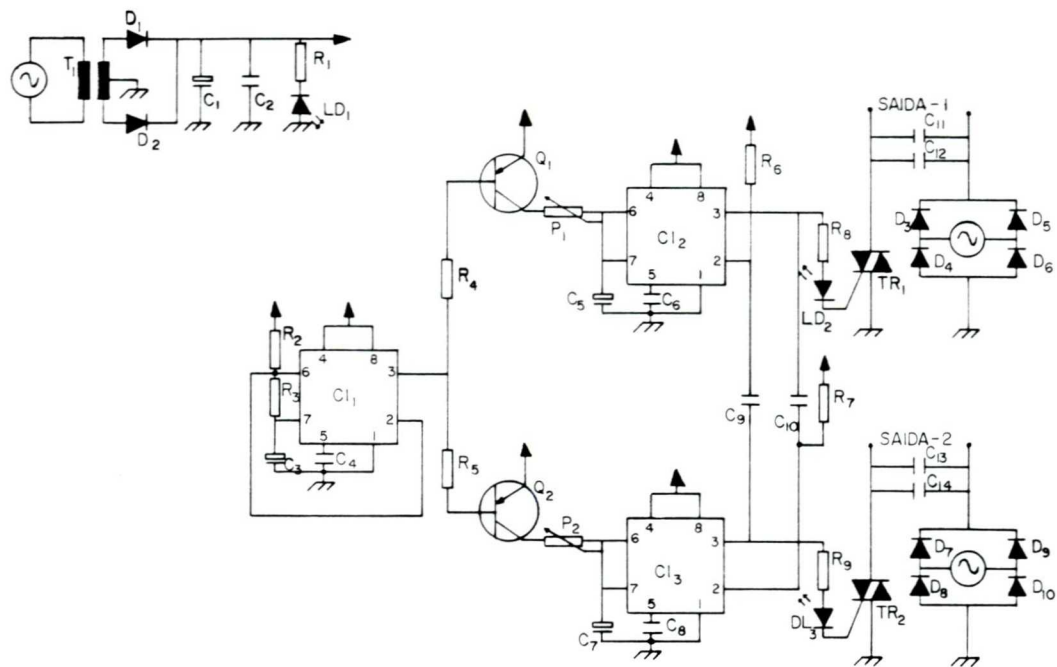 D1
T1
D2
C1
C2
R1
LD1
SAIDA-1
C11
C12
D3
D4
D5
D6
TR1
Q1
P1
4 8
6 3
7 2
5 1
CI2
C5
C6
R6
R8
LD2
R4
R2
R3
4 8
6 3
7 2
5 1
CI1
C3
C4
R5
C9
C10
R7
SAIDA-2
C13
C14
D7
D8
D9
D10
TR2
Q2
P2
4 8
6 3
7 2
5 1
CI3
C7
C8
R9
DL3